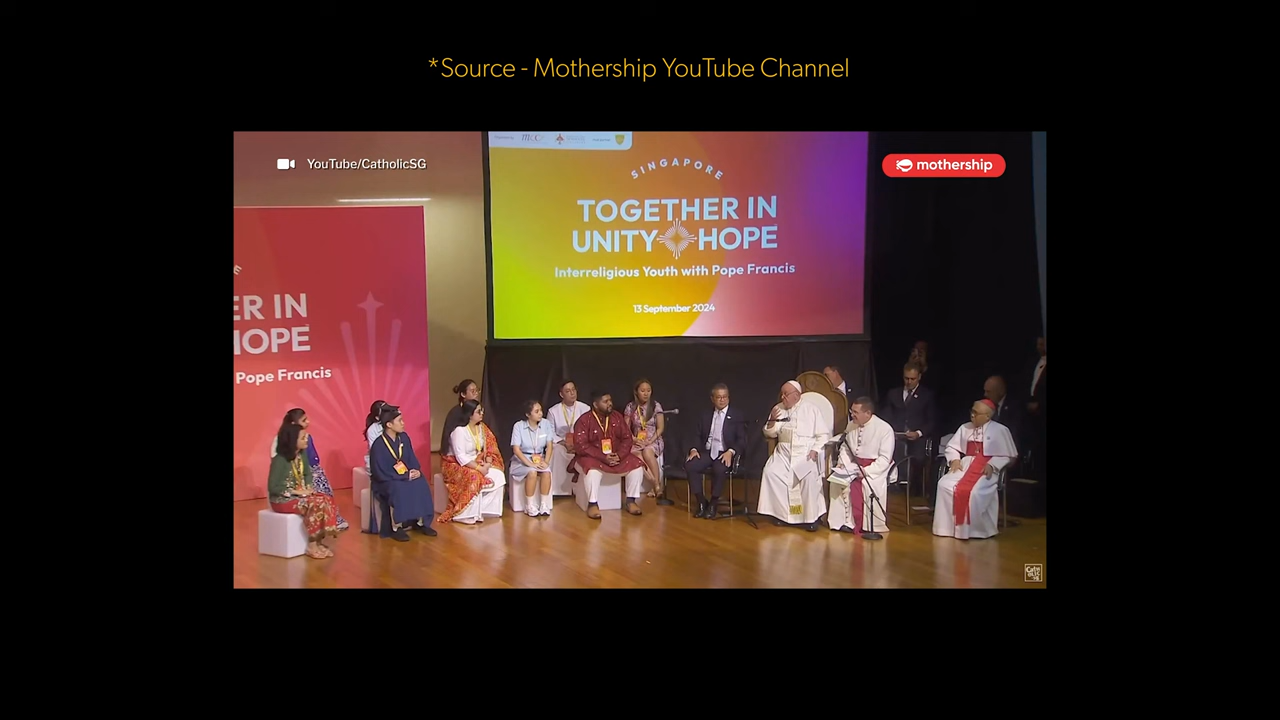 *Source - Mothership YouTube Channel
YouTube/CatholicSG
mothership
SINGAPORE
TOGETHER IN
UNITY HOPE
Interreligious Youth with Pope Francis
13 September 2024
ER IN
HOPE
Pope Francis